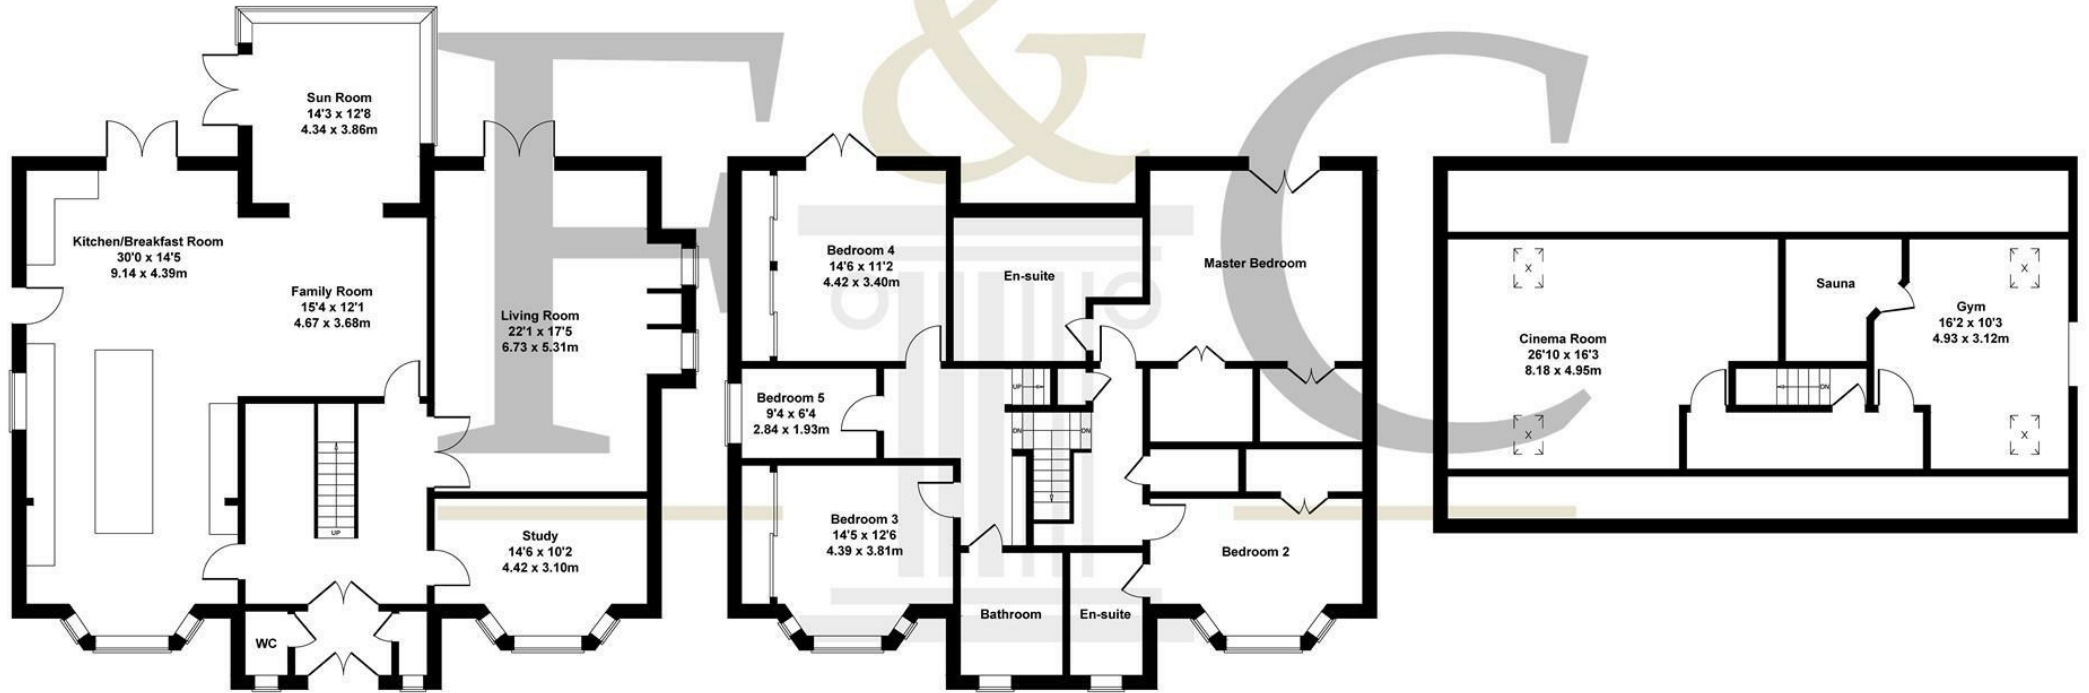 F & C
Sun Room
14'3 x 12'8
4.34 x 3.86m
Kitchen/Breakfast Room
30'0 x 14'5
9.14 x 4.39m
Family Room
15'4 x 12'1
4.67 x 3.68m
Living Room
22'1 x 17'5
6.73 x 5.31m
UP
Study
14'6 x 10'2
4.42 x 3.10m
WC
Bedroom 4
14'6 x 11'2
4.42 x 3.40m
En-suite
Master Bedroom
Bedroom 5
9'4 x 6'4
2.84 x 1.93m
UP
DN
DN
Bedroom 3
14'5 x 12'6
4.39 x 3.81m
Bedroom 2
Bathroom
En-suite
X
X
Sauna
Gym
16'2 x 10'3
4.93 x 3.12m
Cinema Room
26'10 x 16'3
8.18 x 4.95m
DN
X
X